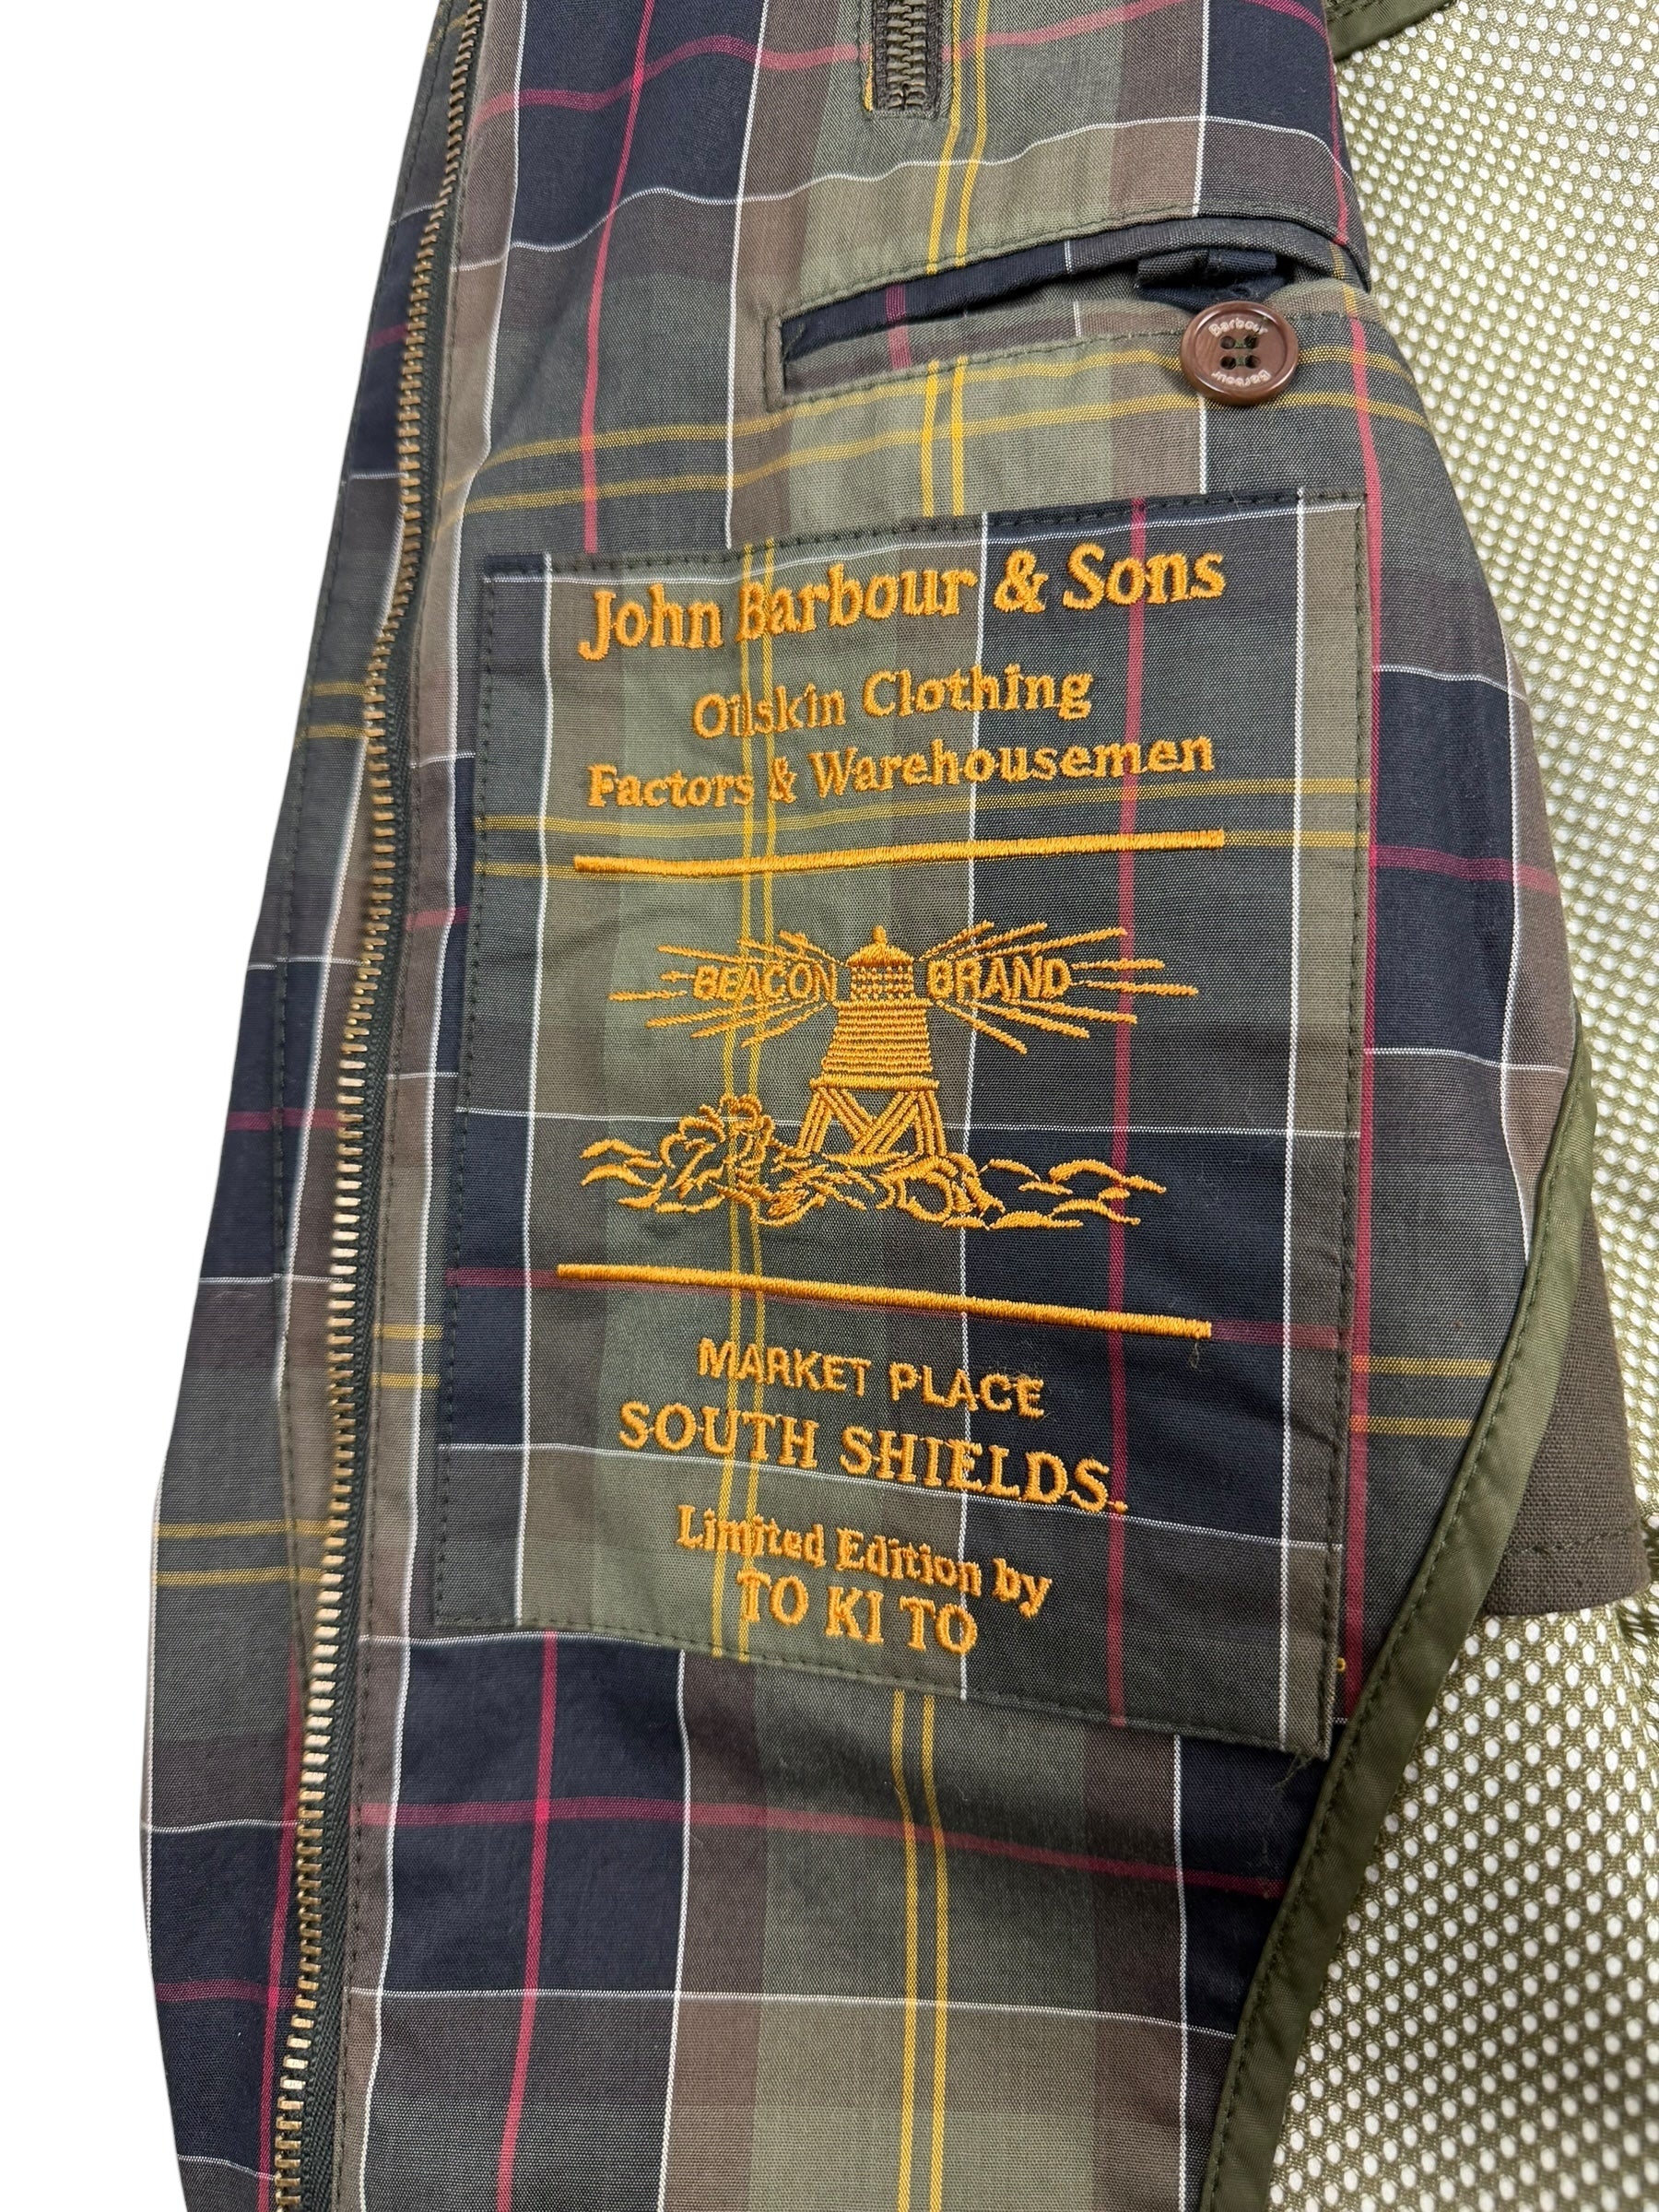 Barbour
Barbour
John Barbour & Sons
Oilskin Clothing
Factors & Warehousemen
BEACON BRAND
MARKET PLACE
SOUTH SHIELDS.
Limited Edition by
TO KI TO